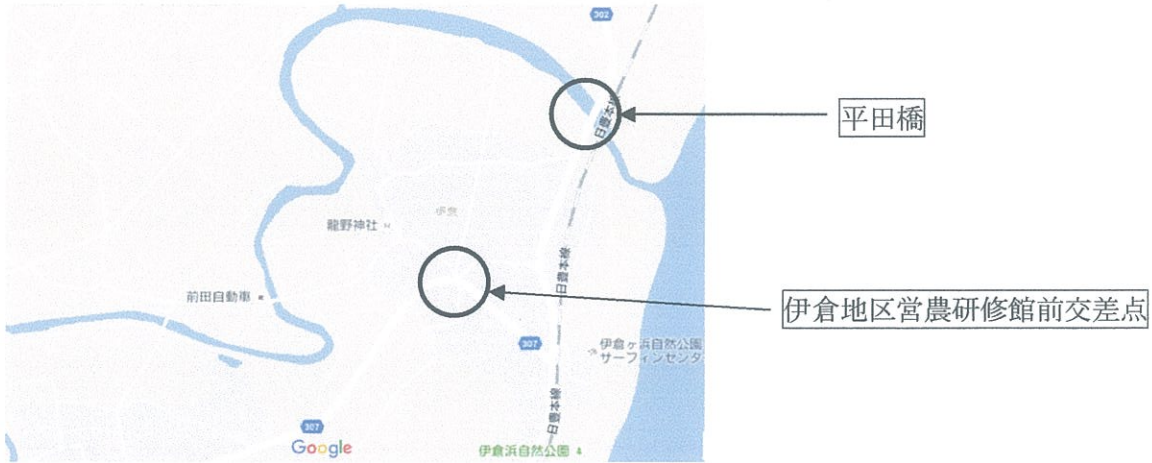 302
日豊本線
平田橋
伊倉
龍野神社
日豊本線
前田自動車
伊倉地区営農研修館前交差点
307
伊倉ヶ浜自然公園
サーフィンセンタ
日豊本線
307
Google
伊倉浜自然公園